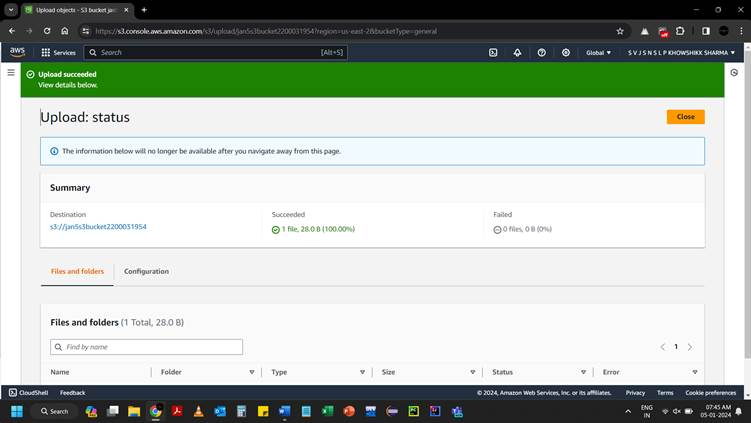 Upload objects - S3 bucket jan
https://s3.console.aws.amazon.com/s3/upload/jan5s3bucket2200031954?region=us-east-2&bucketType=general
aws
Services
Search
[Alt+S]
Global
S V J S N S L P KHOWSHIKK SHARMA
Upload succeeded
View details below.
Upload: status
Close
The information below will no longer be available after you navigate away from this page.
Summary
Destination
Succeeded
Failed
s3://jan5s3bucket2200031954
1 file, 28.0 B (100.00%)
0 files, 0 B (0%)
Files and folders
Configuration
Files and folders (1 Total, 28.0 B)
Find by name
1
Name
Folder
Type
Size
Status
Error
CloudShell
Feedback
© 2024, Amazon Web Services, Inc. or its affiliates.
Privacy
Terms
Cookie preferences
Search
ENG
IN
07:45 AM
05-01-2024